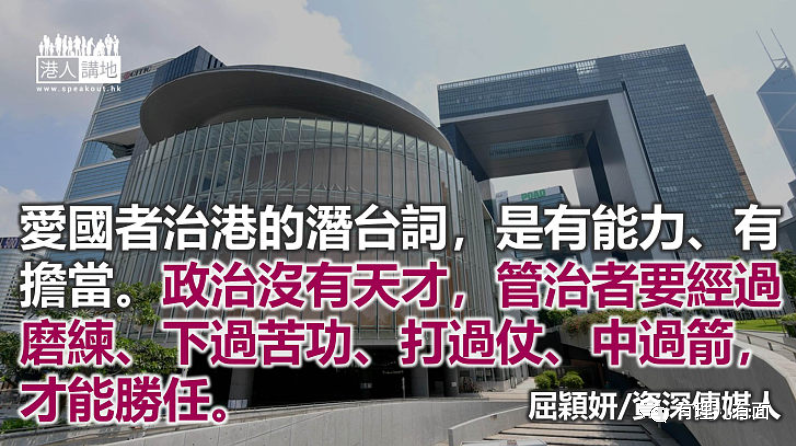 港人講地
www.speakout.hk
愛國者治港的潛台詞，是有能力、有
擔當。政治沒有天才，管治者要經過
磨練、下過苦功、打過仗、中過箭，
才能勝任。
屈穎妍/資深傳媒人